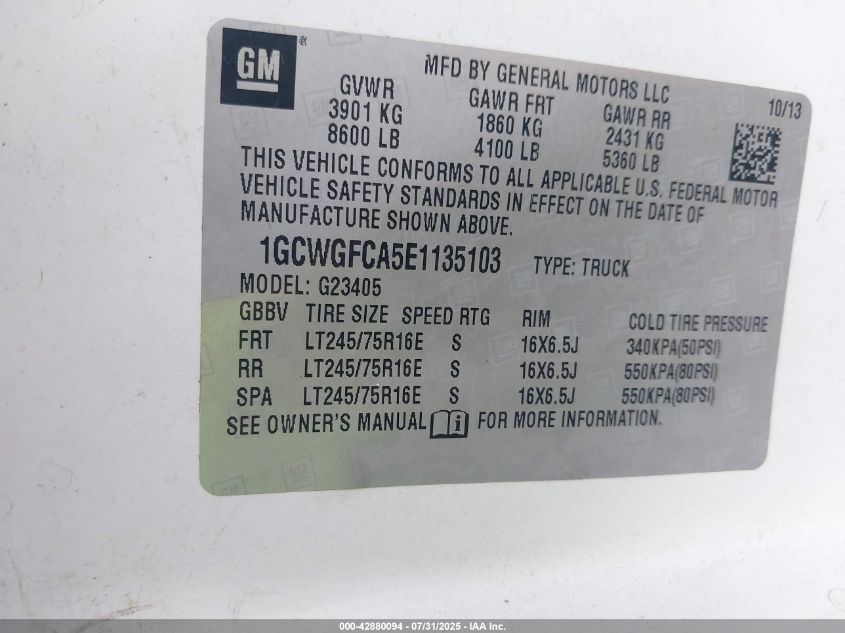 GM ® MFD BY GENERAL MOTORS LLC 10/13
GVWR GAWR FRT GAWR RR
3901 KG 1860 KG 2431 KG
8600 LB 4100 LB 5360 LB
THIS VEHICLE CONFORMS TO ALL APPLICABLE U.S. FEDERAL MOTOR
VEHICLE SAFETY STANDARDS IN EFFECT ON THE DATE OF
MANUFACTURE SHOWN ABOVE.
1GCWGFCA5E1135103 TYPE: TRUCK
MODEL: G23405
GBBV TIRE SIZE SPEED RTG RIM COLD TIRE PRESSURE
FRT LT245/75R16E S 16X6.5J 340KPA(50PSI)
RR LT245/75R16E S 16X6.5J 550KPA(80PSI)
SPA LT245/75R16E S 16X6.5J 550KPA(80PSI)
SEE OWNER'S MANUAL i FOR MORE INFORMATION.
000-42880094 - 07/31/2025 - IAA Inc.